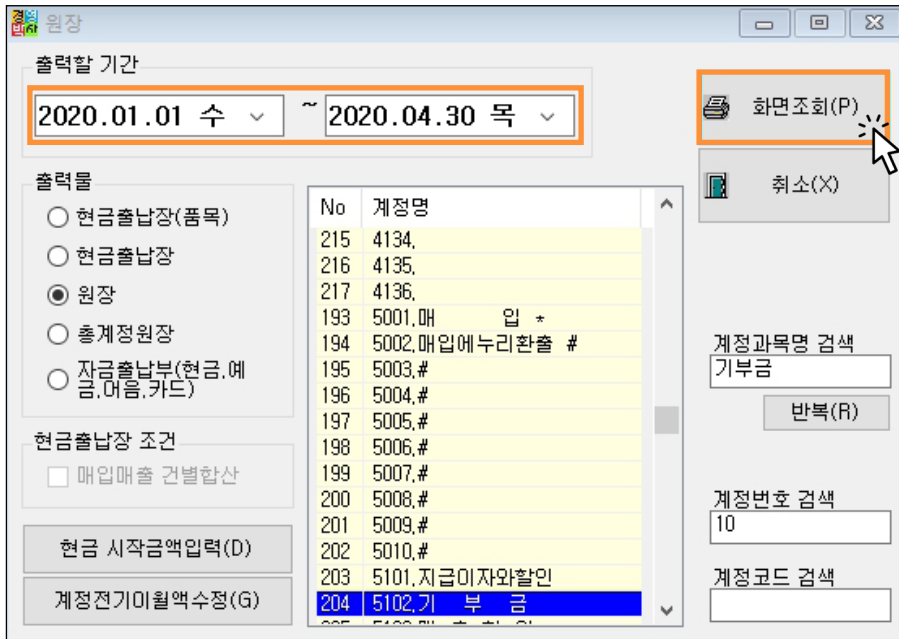 원장
출력할 기간
2020.01.01 수 ~ 2020.04.30 목
화면조회(P)
취소(X)
출력물
현금출납장(품목)
현금출납장
원장
총계정원장
자금출납부(현금,예
금,어음,카드)
현금출납장 조건
매입매출 건별합산
현금 시작금액입력(D)
계정전기이월액수정(G)
No 계정명
215 4134,
216 4135,
217 4136,
193 5001,매 입 *
194 5002,매입에누리환출 #
195 5003,#
196 5004,#
197 5005,#
198 5006,#
199 5007,#
200 5008,#
201 5009,#
202 5010,#
203 5101,지급이자와할인
204 5102,기 부 금
계정과목명 검색
기부금
반복(R)
계정번호 검색
10
계정코드 검색